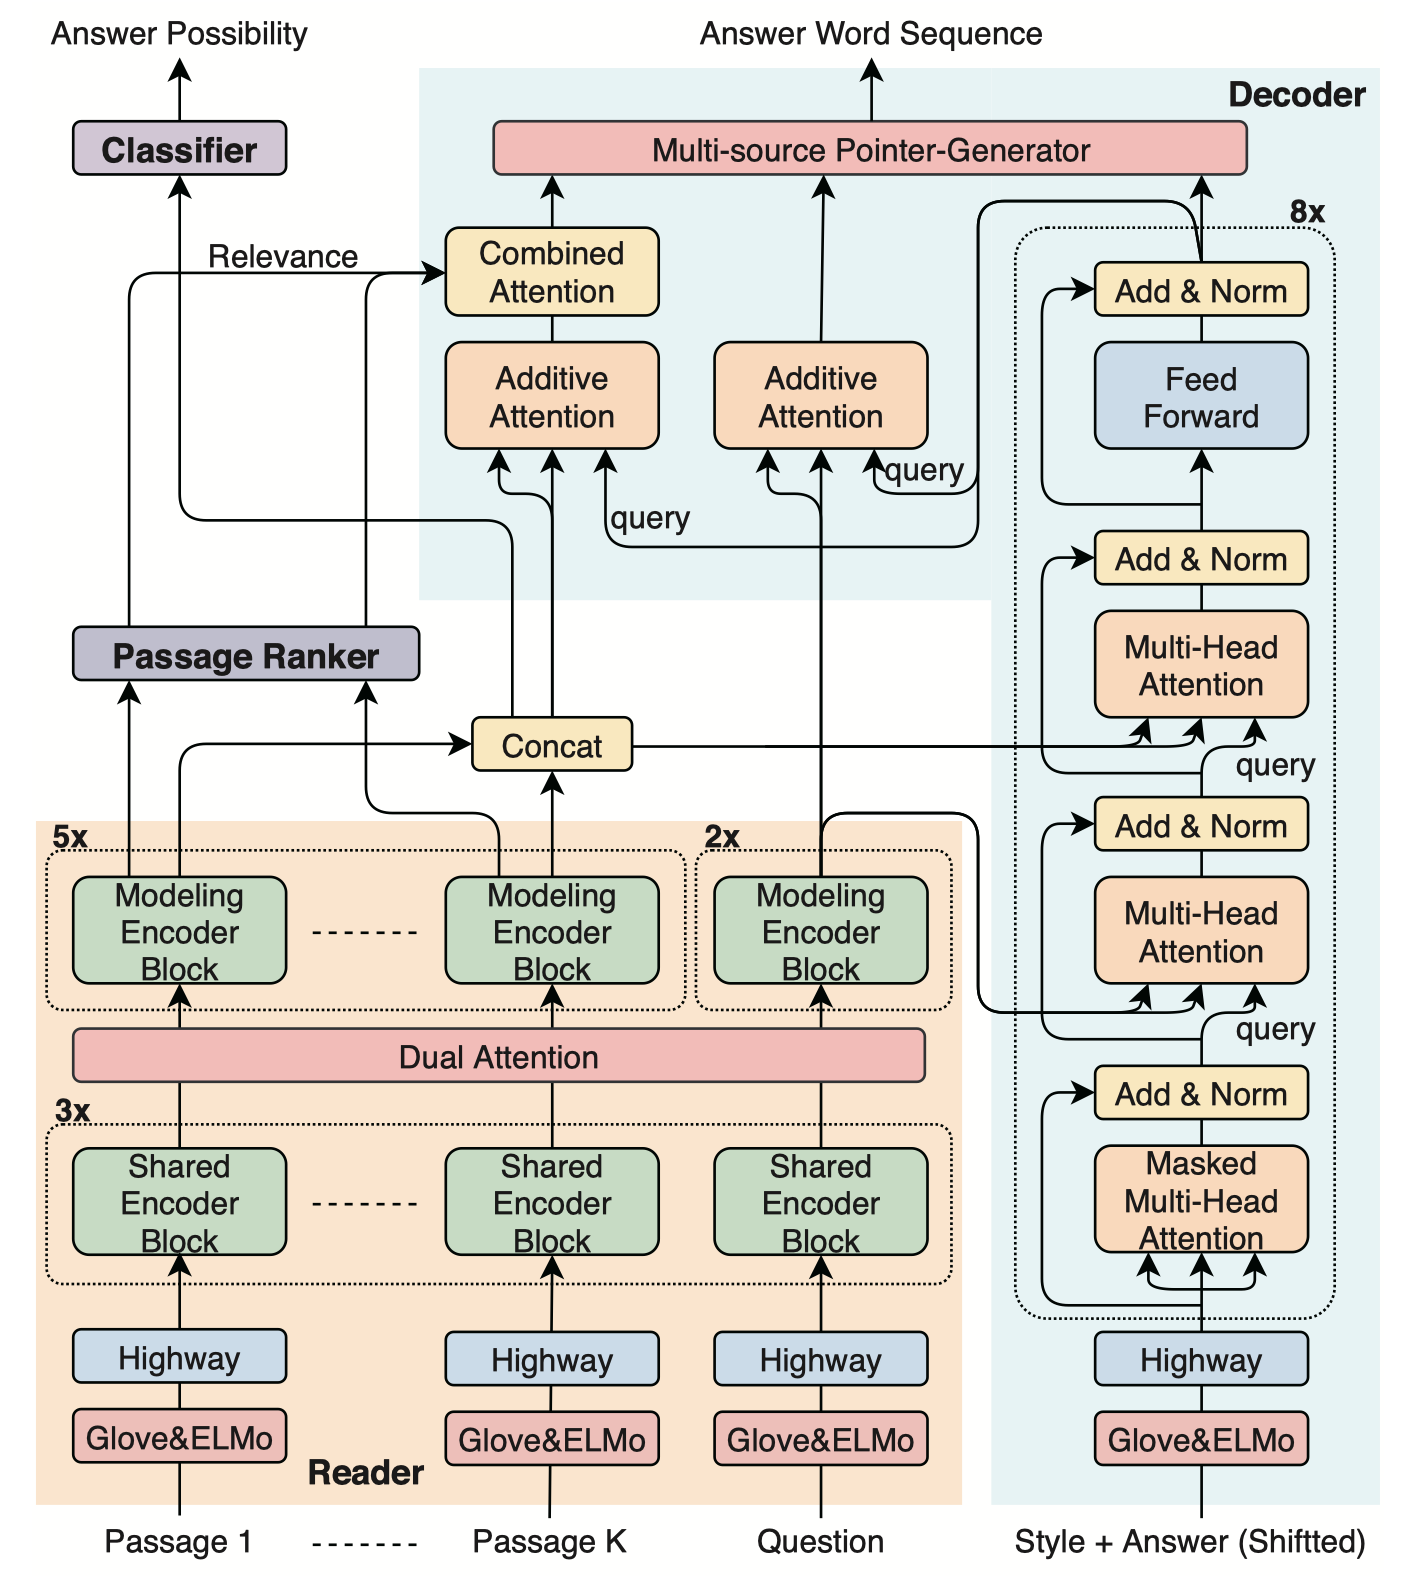 Answer Possibility
Answer Word Sequence
Decoder
Classifier
Multi-source Pointer-Generator
8x
Relevance
Combined
Attention
Add & Norm
Additive
Attention
Additive
Attention
Feed
Forward
query
query
Add & Norm
Passage Ranker
Multi-Head
Attention
Concat
query
5x
2x
Add & Norm
Modeling
Encoder
Block
Modeling
Encoder
Block
Modeling
Encoder
Block
Multi-Head
Attention
query
Dual Attention
Add & Norm
3x
Shared
Encoder
Block
Shared
Encoder
Block
Shared
Encoder
Block
Masked
Multi-Head
Attention
Highway
Highway
Highway
Highway
Glove&ELMo
Glove&ELMo
Glove&ELMo
Glove&ELMo
Reader
Passage 1
Passage K
Question
Style + Answer (Shiftted)